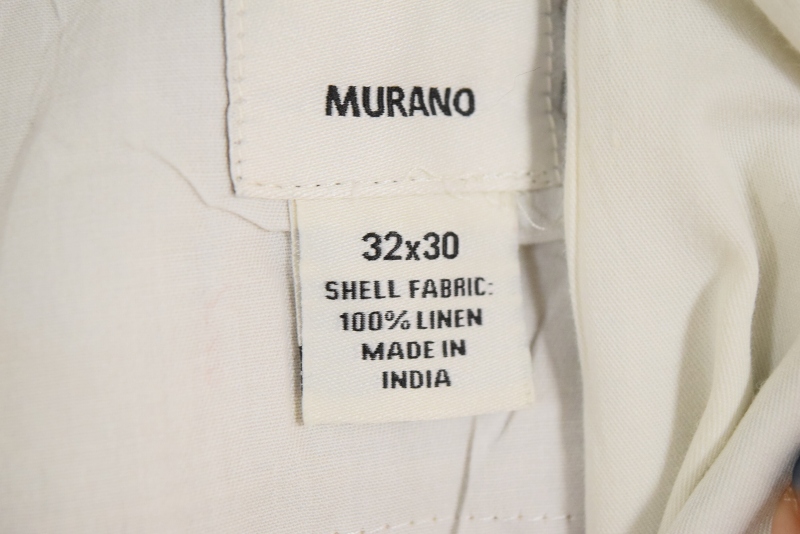 MURANO
32x30
SHELL FABRIC:
100% LINEN
MADE IN
INDIA